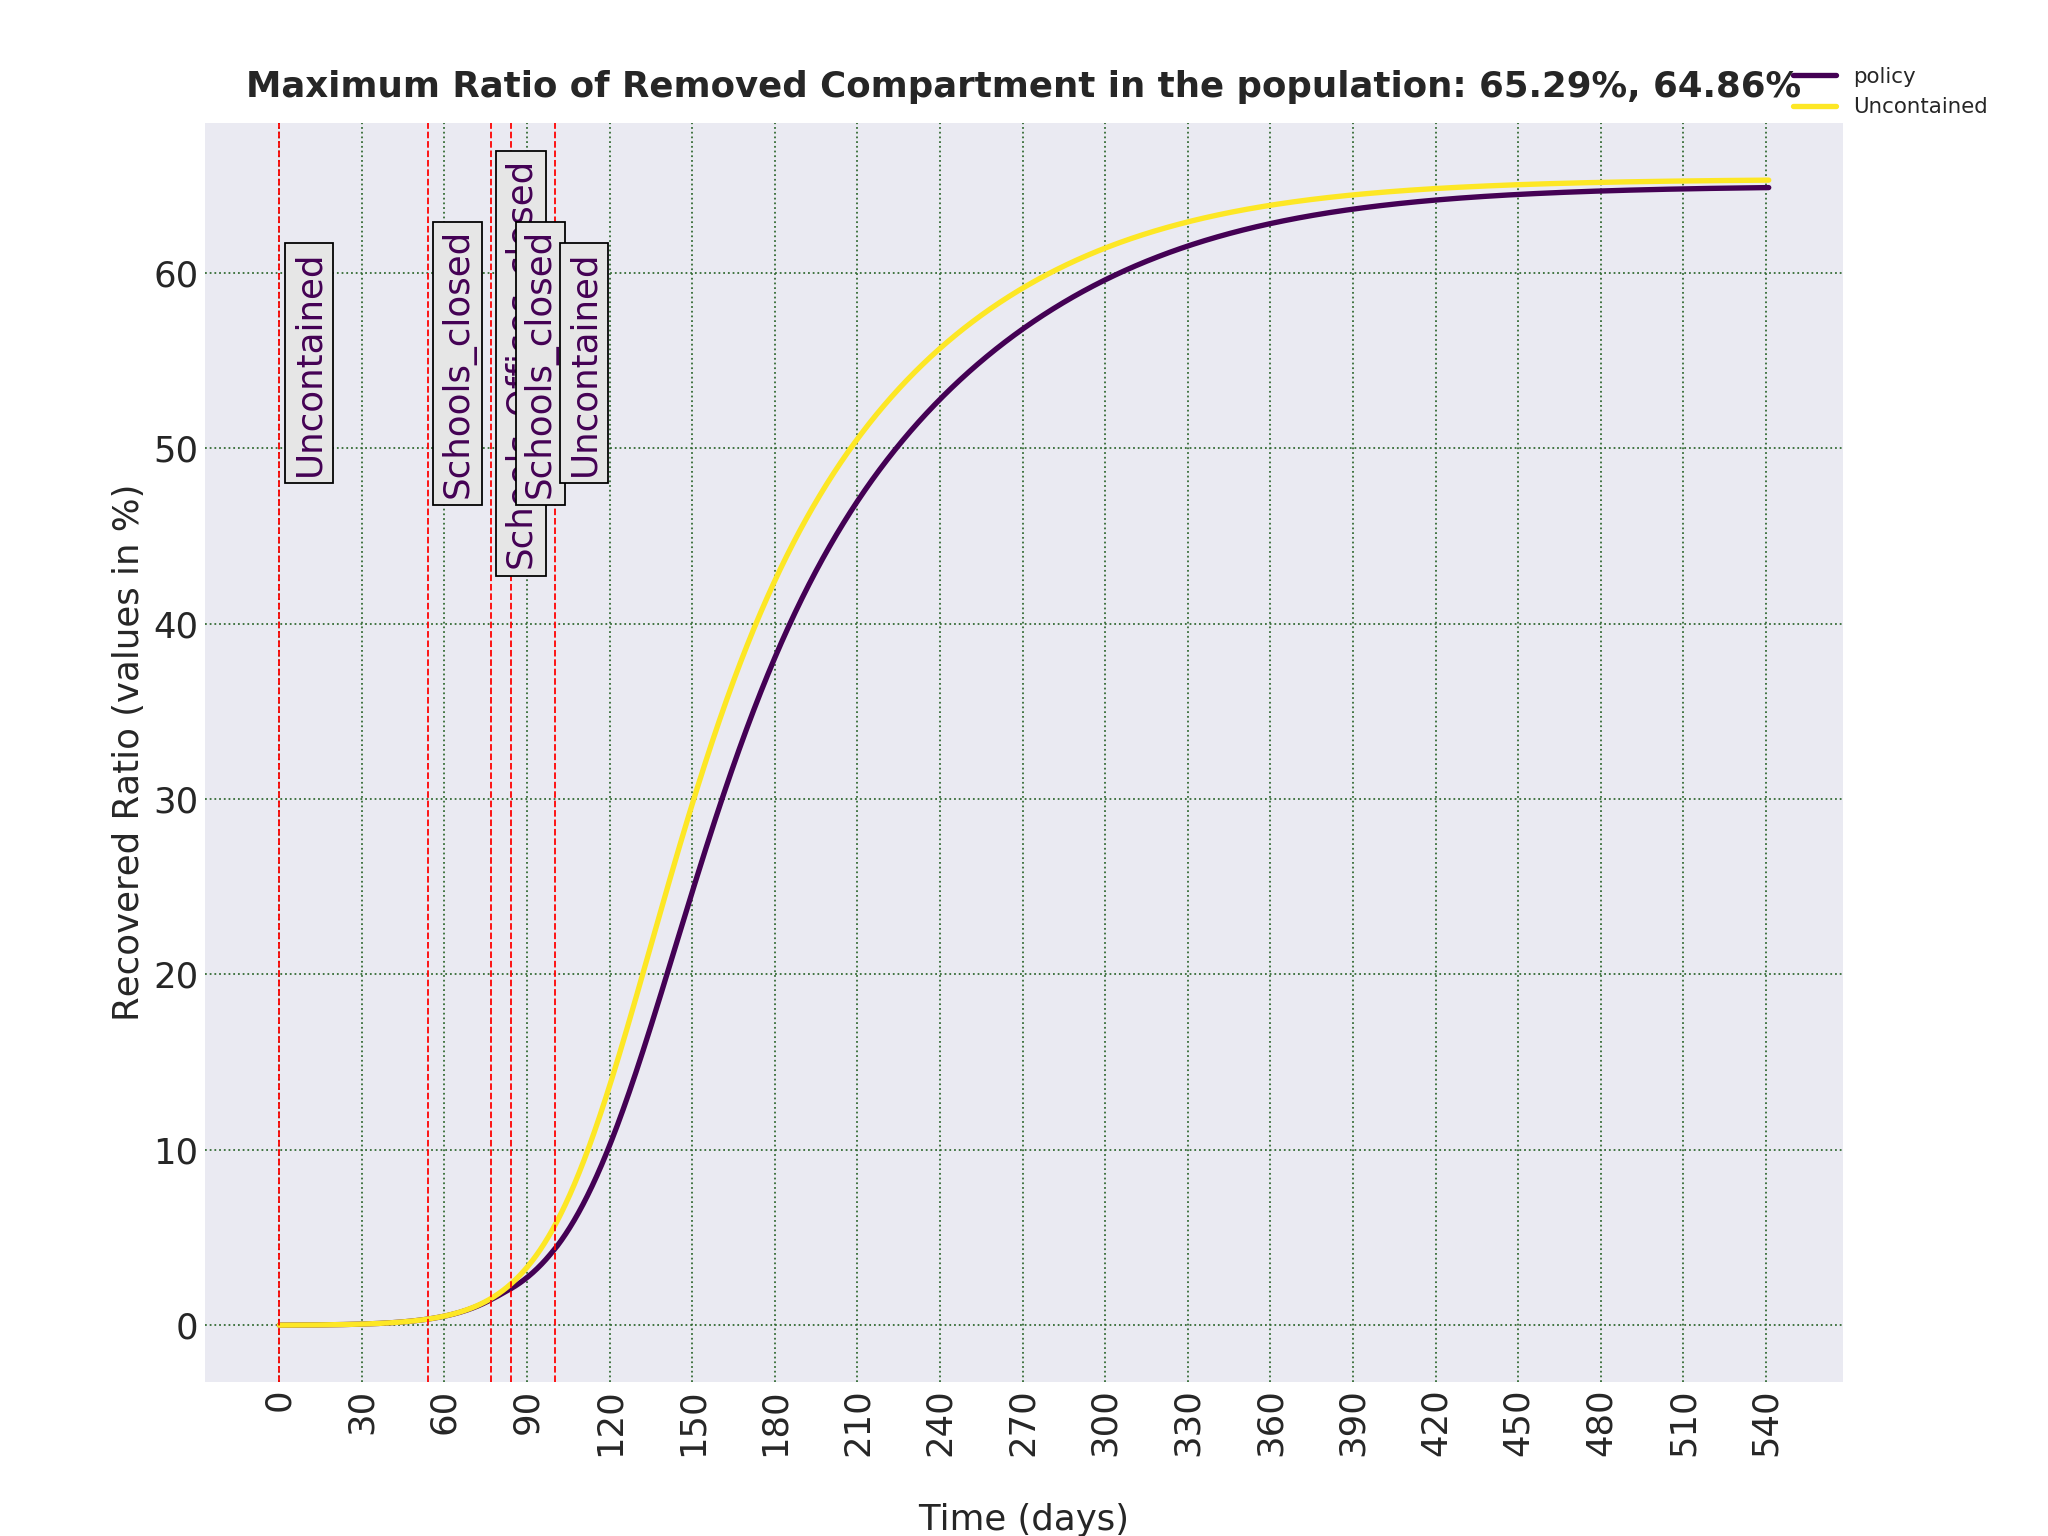 Maximum Ratio of Removed Compartment in the population: 65.29%, 64.86%
policy
Uncontained
Uncontained
Schools_closed
Schools_closed
Uncontained
Recovered Ratio (values in %)
60
50
40
30
20
10
0
0 30 60 90 120 150 180 210 240 270 300 330 360 390 420 450 480 510 540
Time (days)